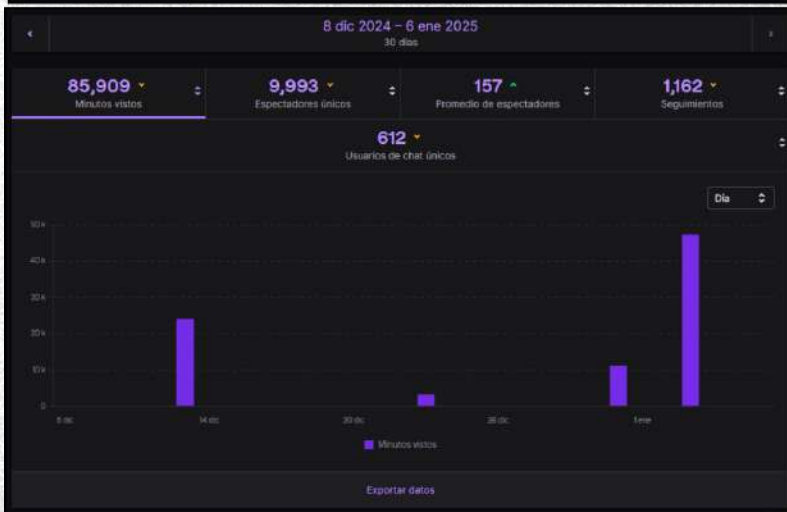 8 dic 2024 – 6 ene 2025
30 días
85,909
Minutos vistos
9,993
Espectadores únicos
157
Promedio de espectadores
1,162
Seguimientos
612
Usuarios de chat únicos
Día
50 k
40 k
30 k
20 k
10 k
0
8 dic
14 dic
20 dic
26 dic
1 ene
Minutos vistos
Exportar datos